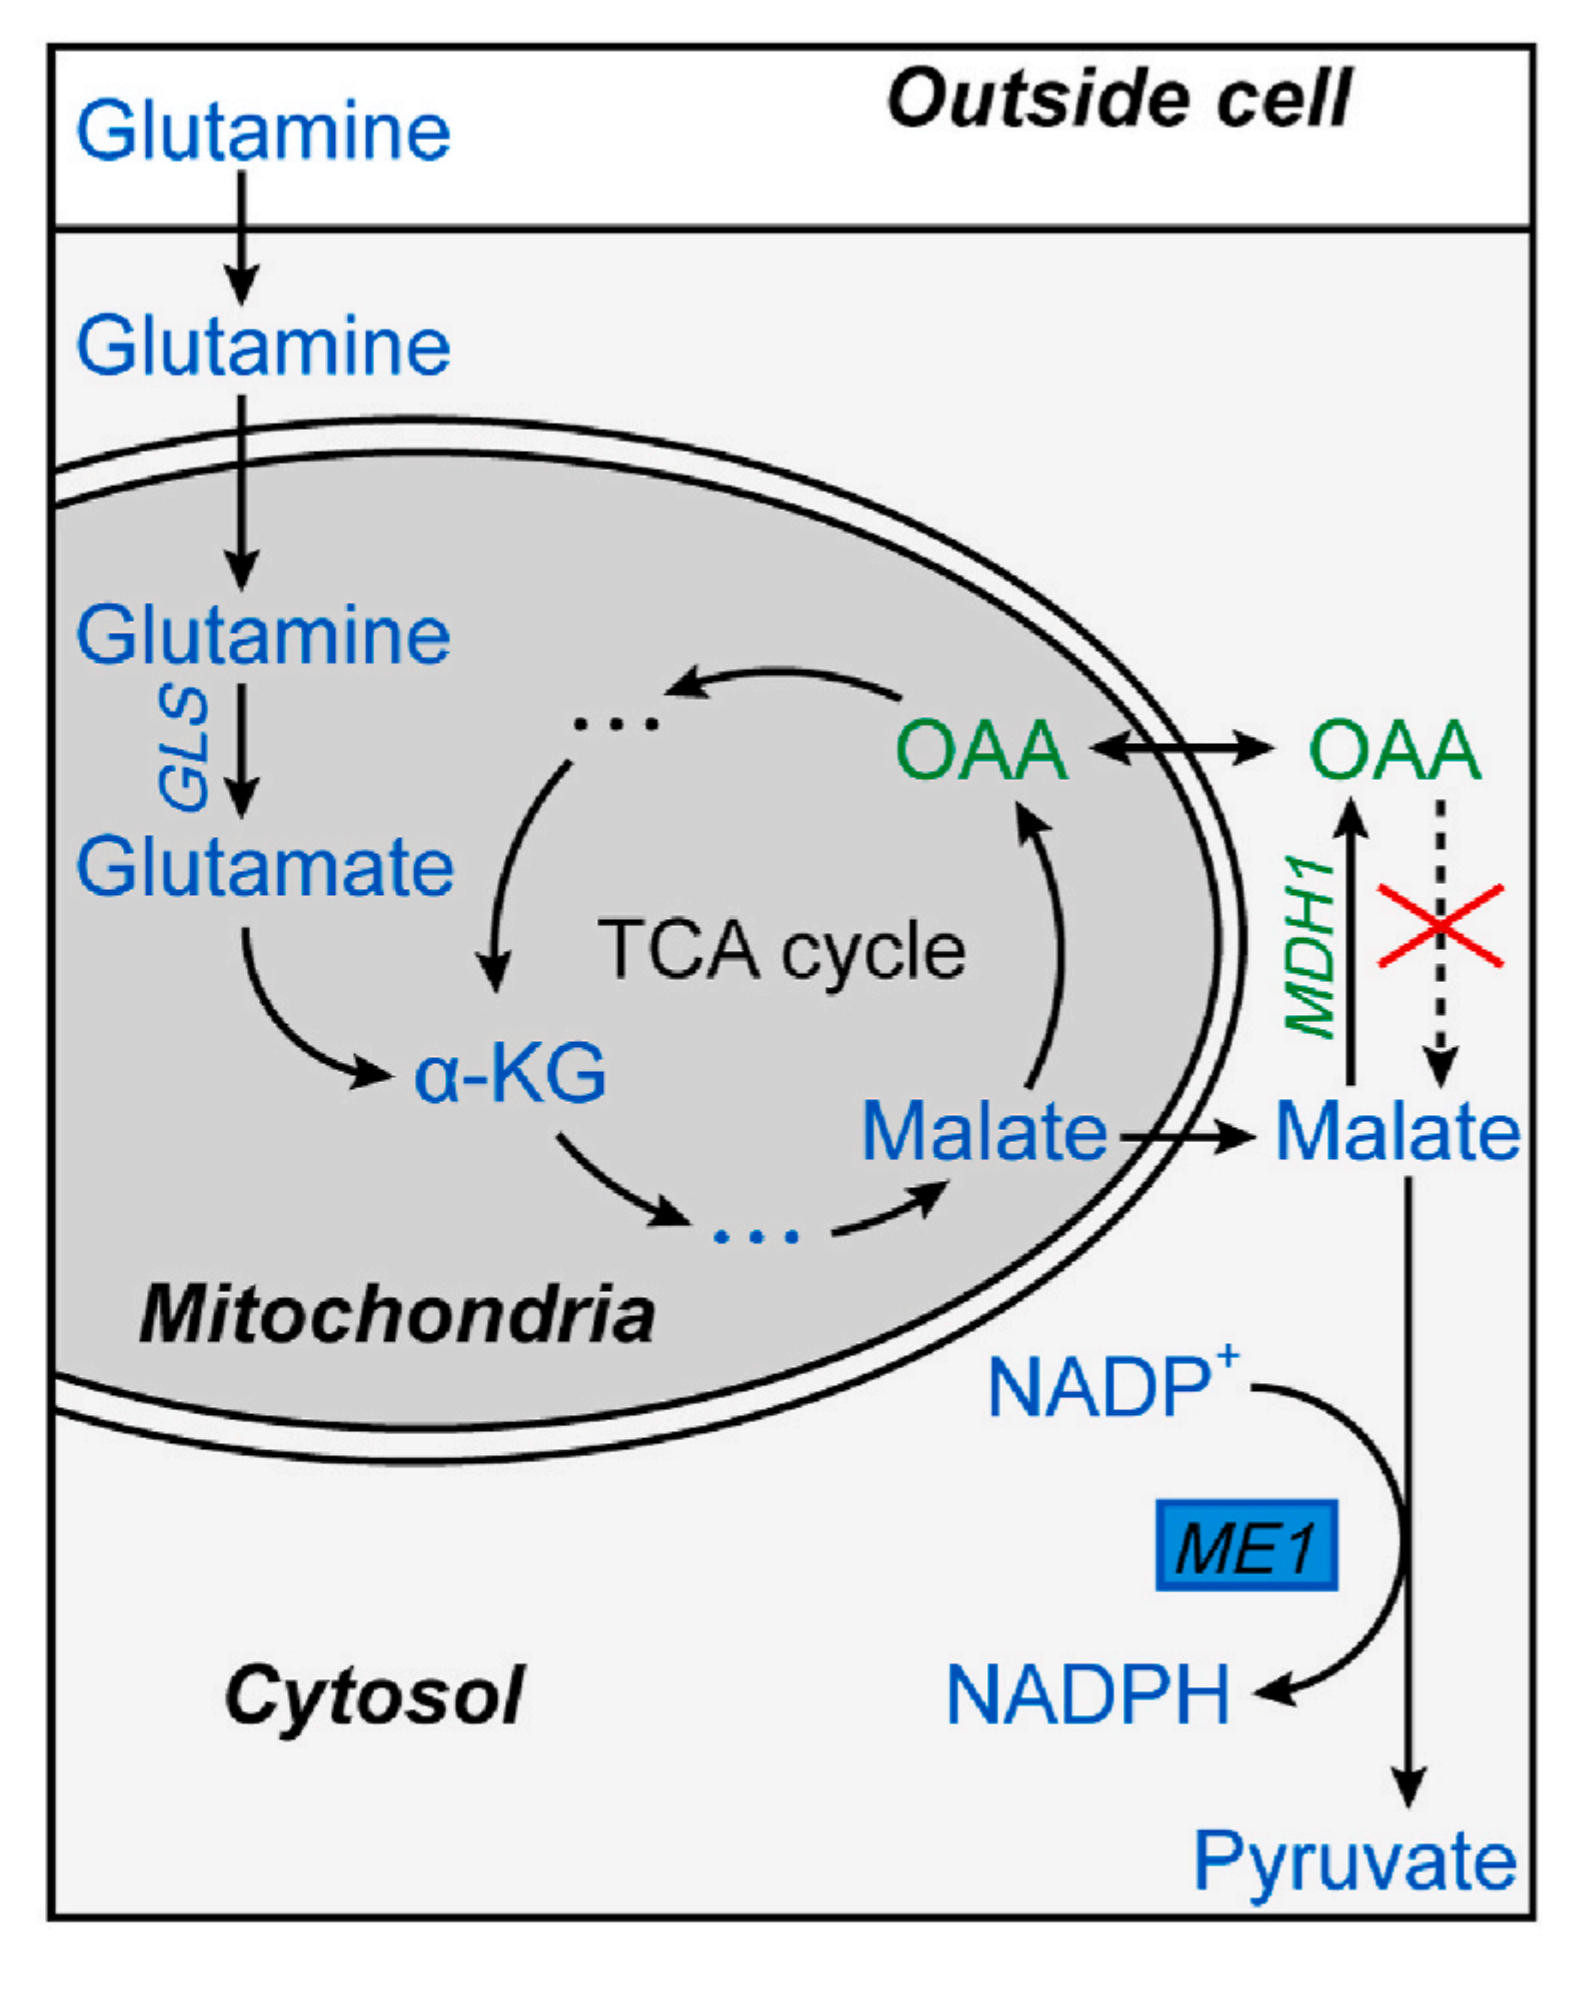 Outside cell
Glutamine
Glutamine
Glutamine
GLS
Glutamate
...
OAA
OAA
TCA cycle
MDH1
α-KG
Malate
Malate
...
Mitochondria
NADP⁺
ME1
NADPH
Cytosol
Pyruvate